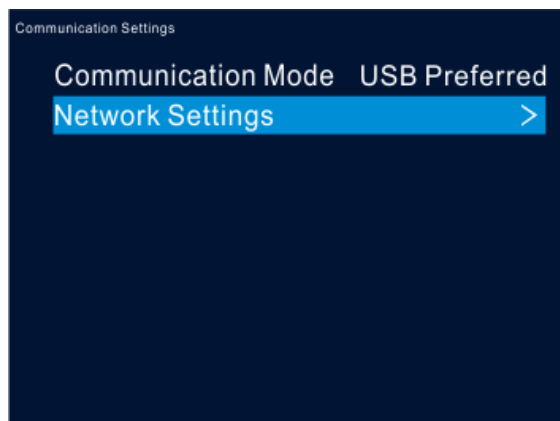 Communication Settings
Communication Mode USB Preferred
Network Settings >